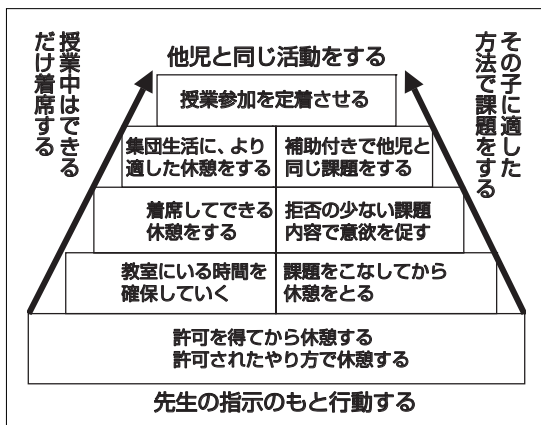 授業中はできる
だけ着席する
他児と同じ活動をする
その子に適した
方法で課題をする
授業参加を定着させる
集団生活に、より
適した休憩をする
補助付きで他児と
同じ課題をする
着席してできる
休憩をする
拒否の少ない課題
内容で意欲を促す
教室にいる時間を
確保していく
課題をこなしてから
休憩をとる
許可を得てから休憩する
許可されたやり方で休憩する
先生の指示のもと行動する